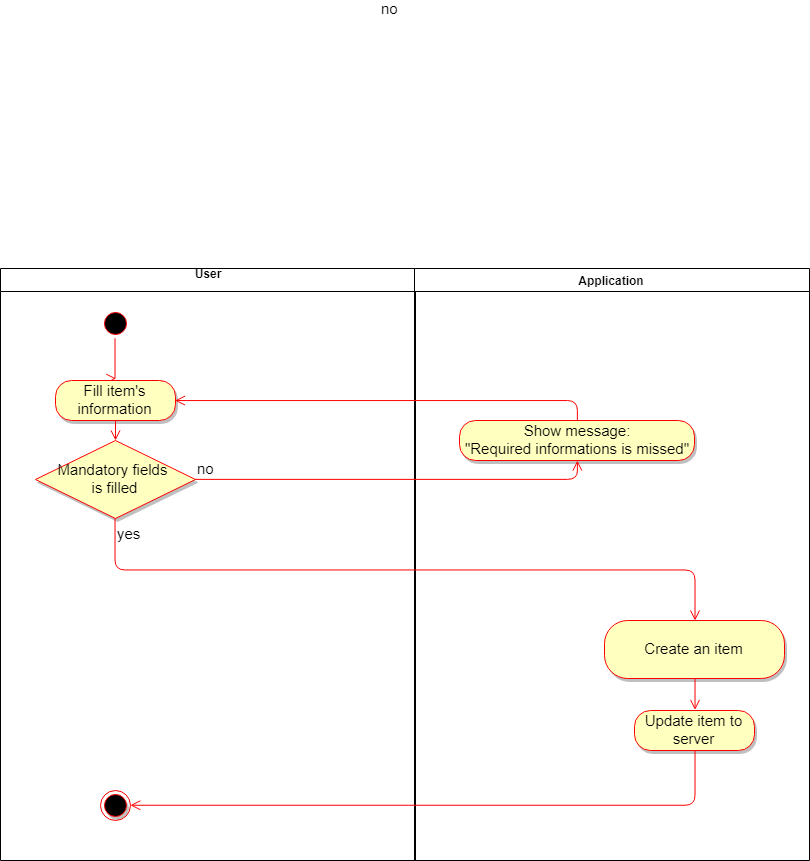 no
User
Application
Fill item's
information
Show message:
"Required informations is missed"
Mandatory fields
is filled
no
yes
Create an item
Update item to
server